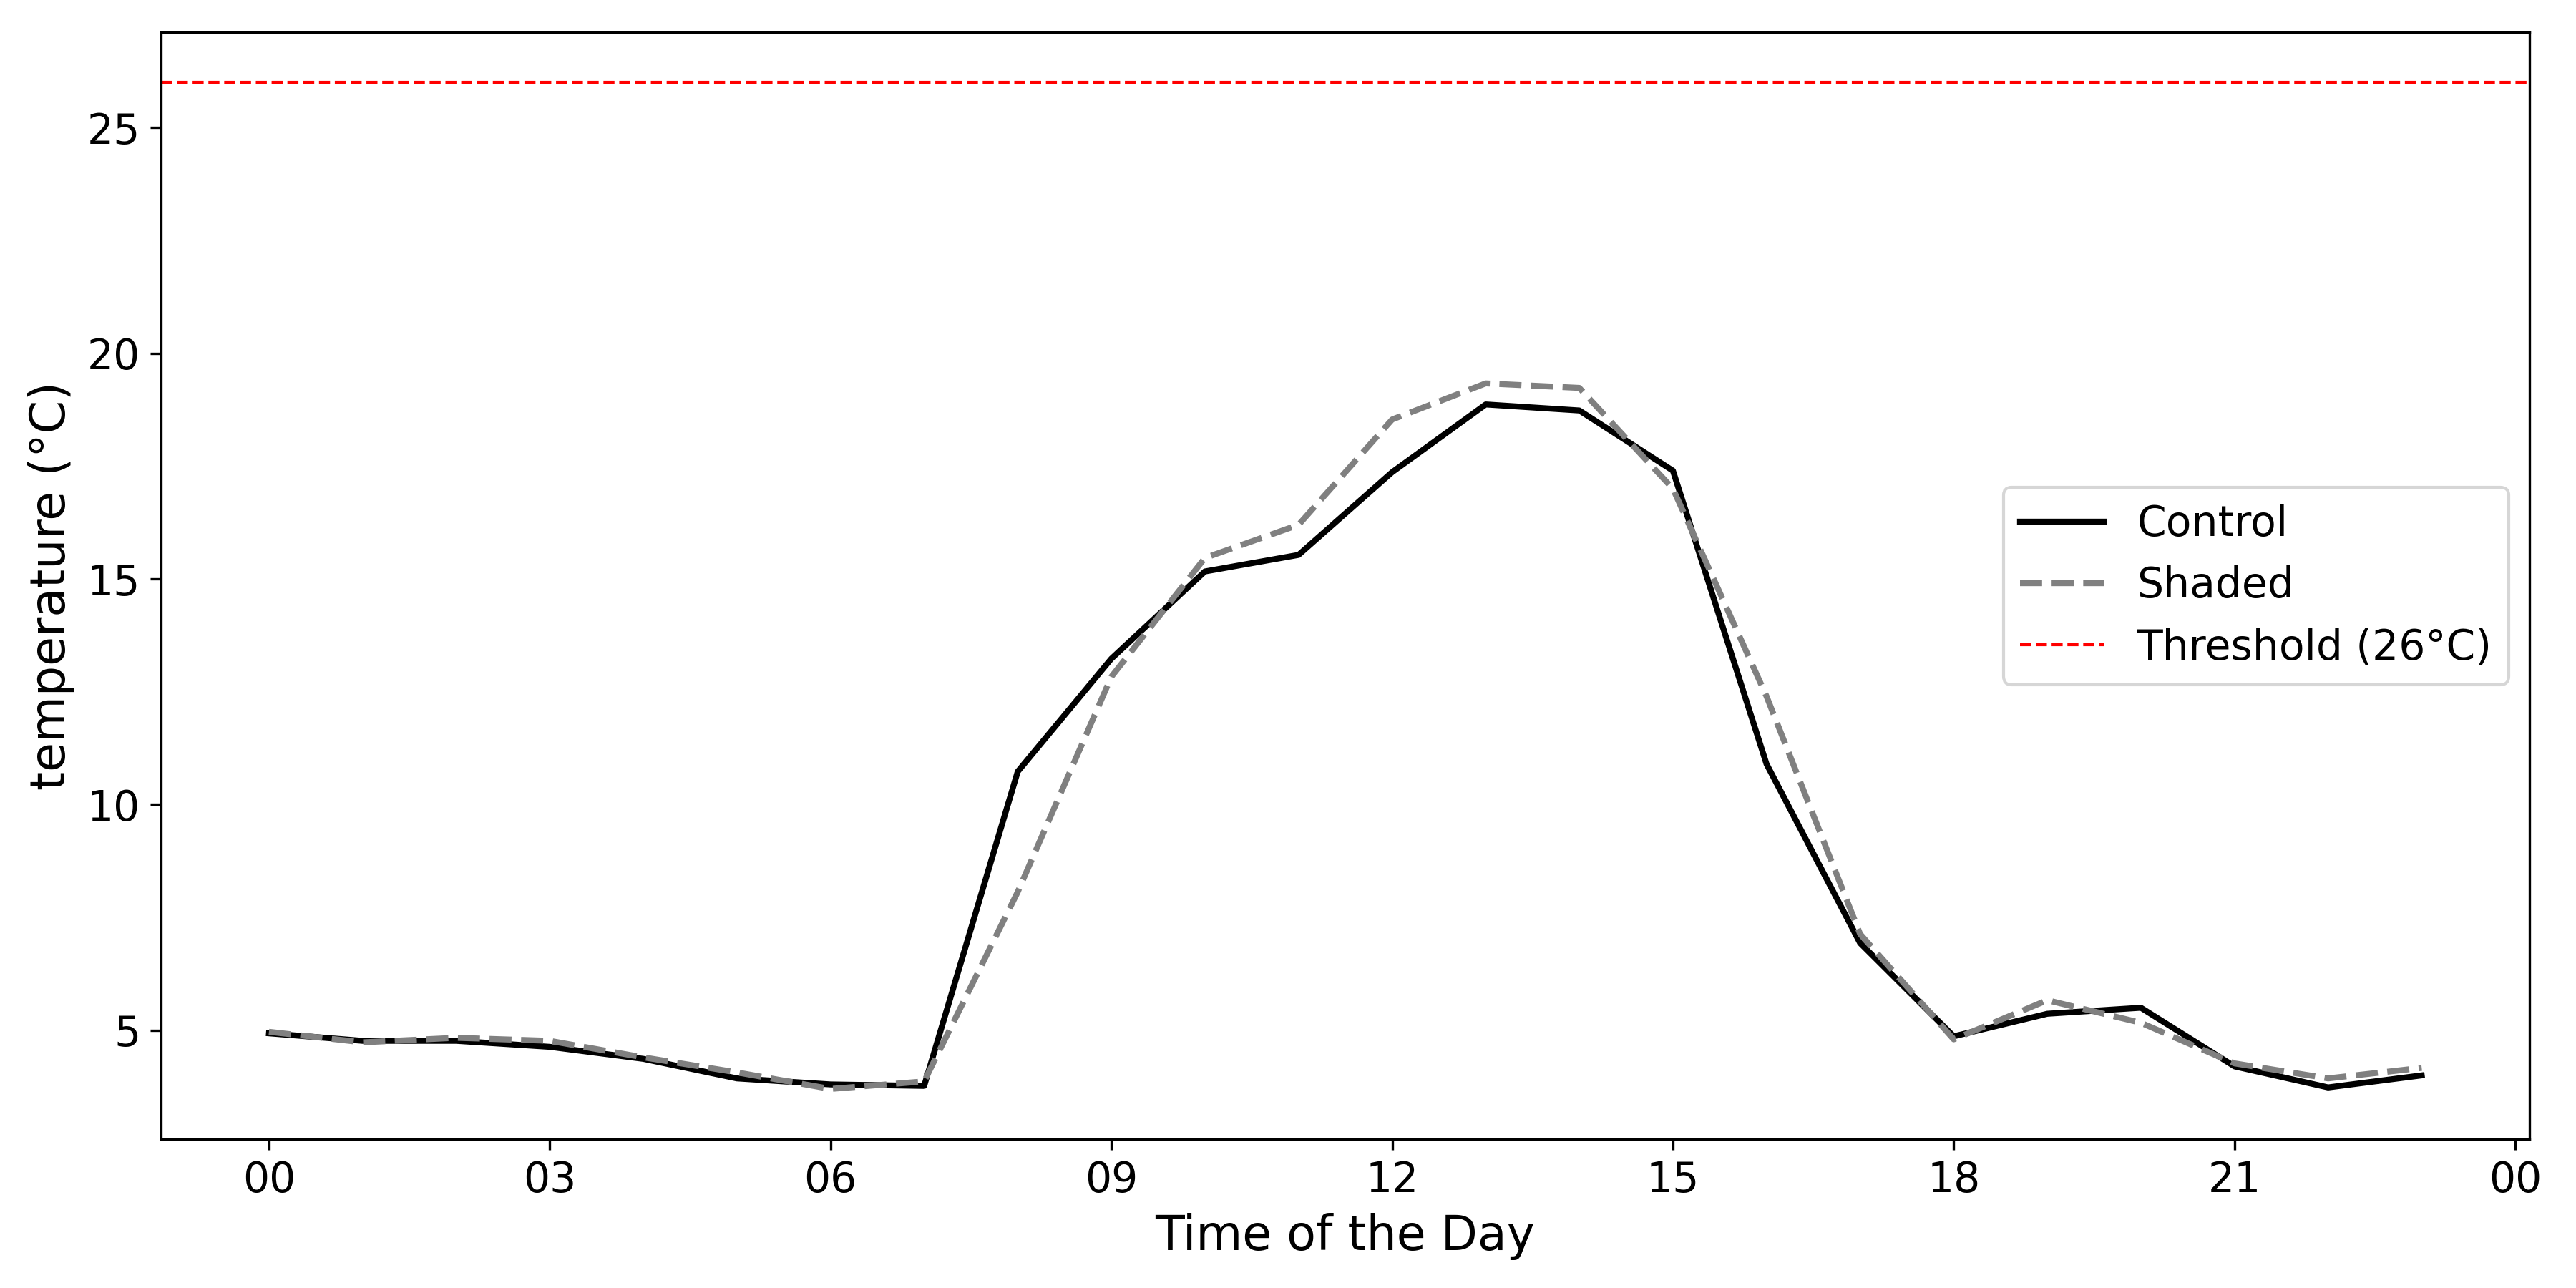 temperature (°C)
25
20
15
10
5
Control
Shaded
Threshold (26°C)
00 03 06 09 12 15 18 21 00
Time of the Day